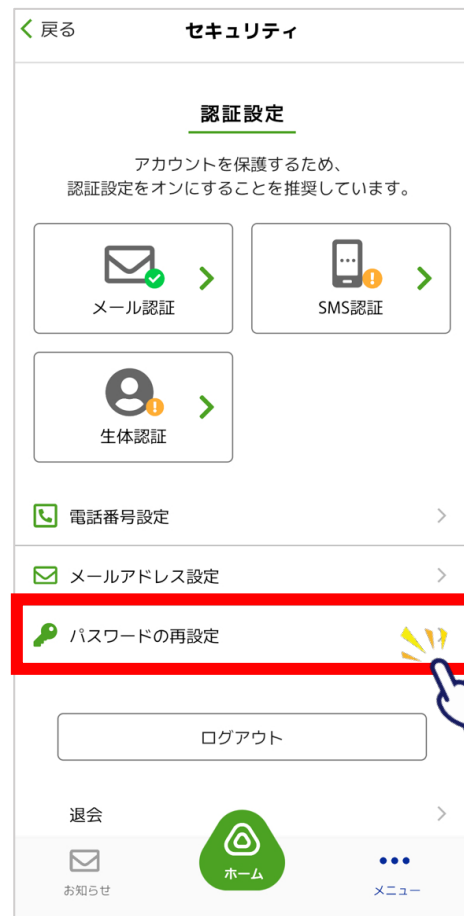 戻る
セキュリティ
認証設定
アカウントを保護するため、
認証設定をオンにすることを推奨しています。
メール認証
SMS認証
生体認証
電話番号設定
メールアドレス設定
パスワードの再設定
ログアウト
退会
ホーム
お知らせ
メニュー